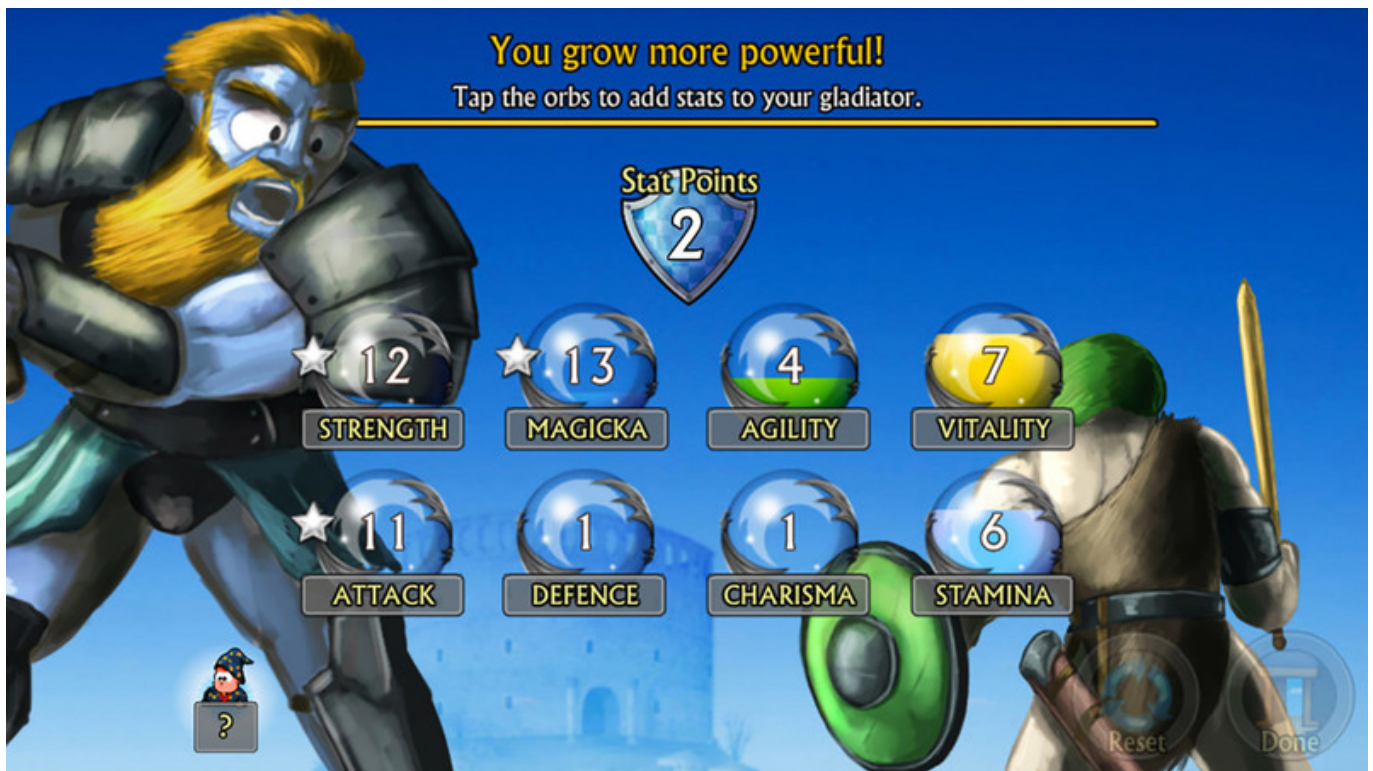 You grow more powerful!
Tap the orbs to add stats to your gladiator.
Stat Points
2
12 13 4 7
STRENGTH MAGICKA AGILITY VITALITY
11 1 1 6
ATTACK DEFENCE CHARISMA STAMINA
?
Reset Done